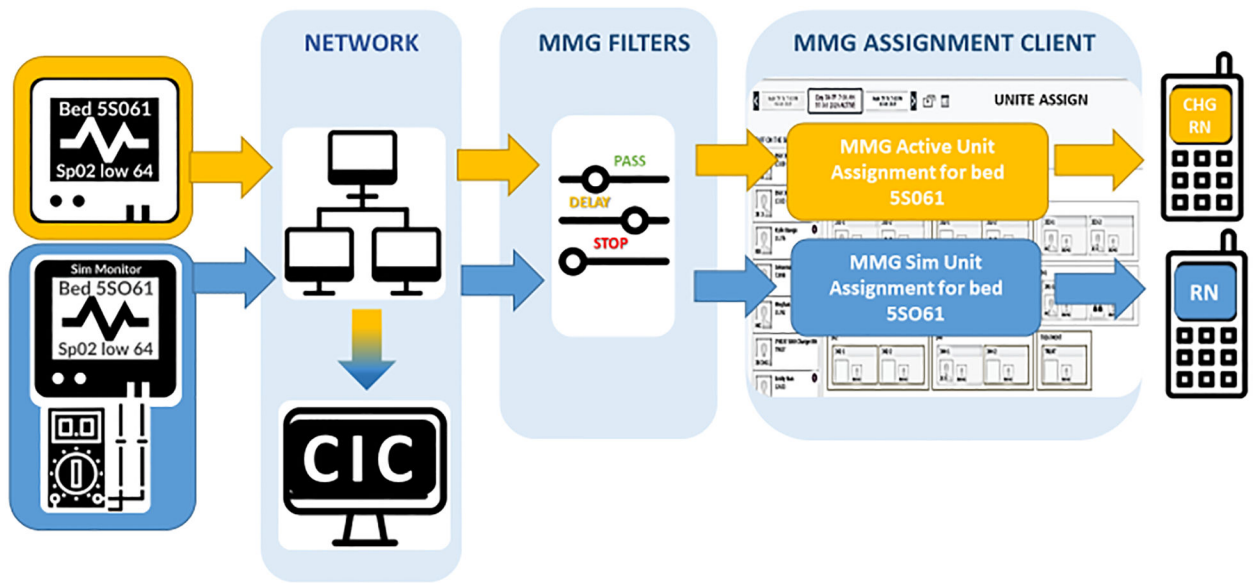 NETWORK
MMG FILTERS
MMG ASSIGNMENT CLIENT
Bed 5S061
Sp02 low 64
Sim Monitor
Bed 5SO61
Sp02 low 64
0.0
CIC
PASS
DELAY
STOP
UNITE ASSIGN
MMG Active Unit
Assignment for bed
5S061
MMG Sim Unit
Assignment for bed
5SO61
CHG
RN
RN